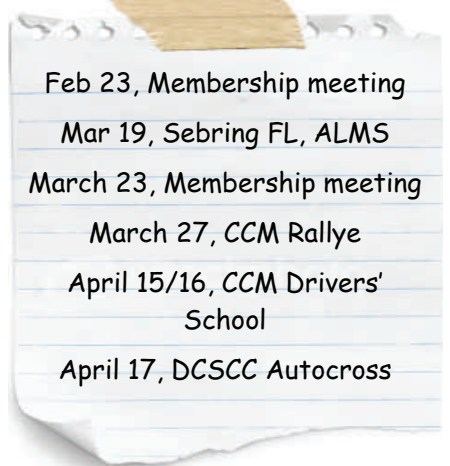 Feb 23, Membership meeting
Mar 19, Sebring FL, ALMS
March 23, Membership meeting
March 27, CCM Rallye
April 15/16, CCM Drivers’
School
April 17, DCSCC Autocross